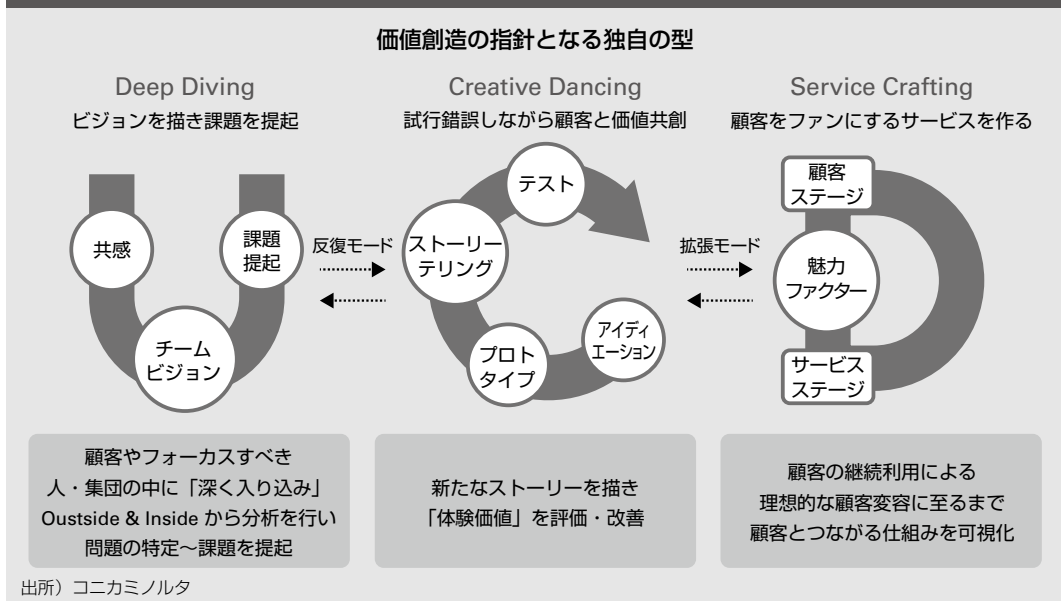 価値創造の指針となる独自の型
Deep Diving
ビジョンを描き課題を提起
共感
課題
提起
チーム
ビジョン
反復モード
Creative Dancing
試行錯誤しながら顧客と価値共創
テスト
ストーリー
テリング
プロト
タイプ
アイディ
エーション
拡張モード
Service Crafting
顧客をファンにするサービスを作る
顧客
ステージ
魅力
ファクター
サービス
ステージ
顧客やフォーカスすべき
人・集団の中に「深く入り込み」
Oustside & Inside から分析を行い
問題の特定〜課題を提起
新たなストーリーを描き
「体験価値」を評価・改善
顧客の継続利用による
理想的な顧客変容に至るまで
顧客とつながる仕組みを可視化
出所）コニカミノルタ